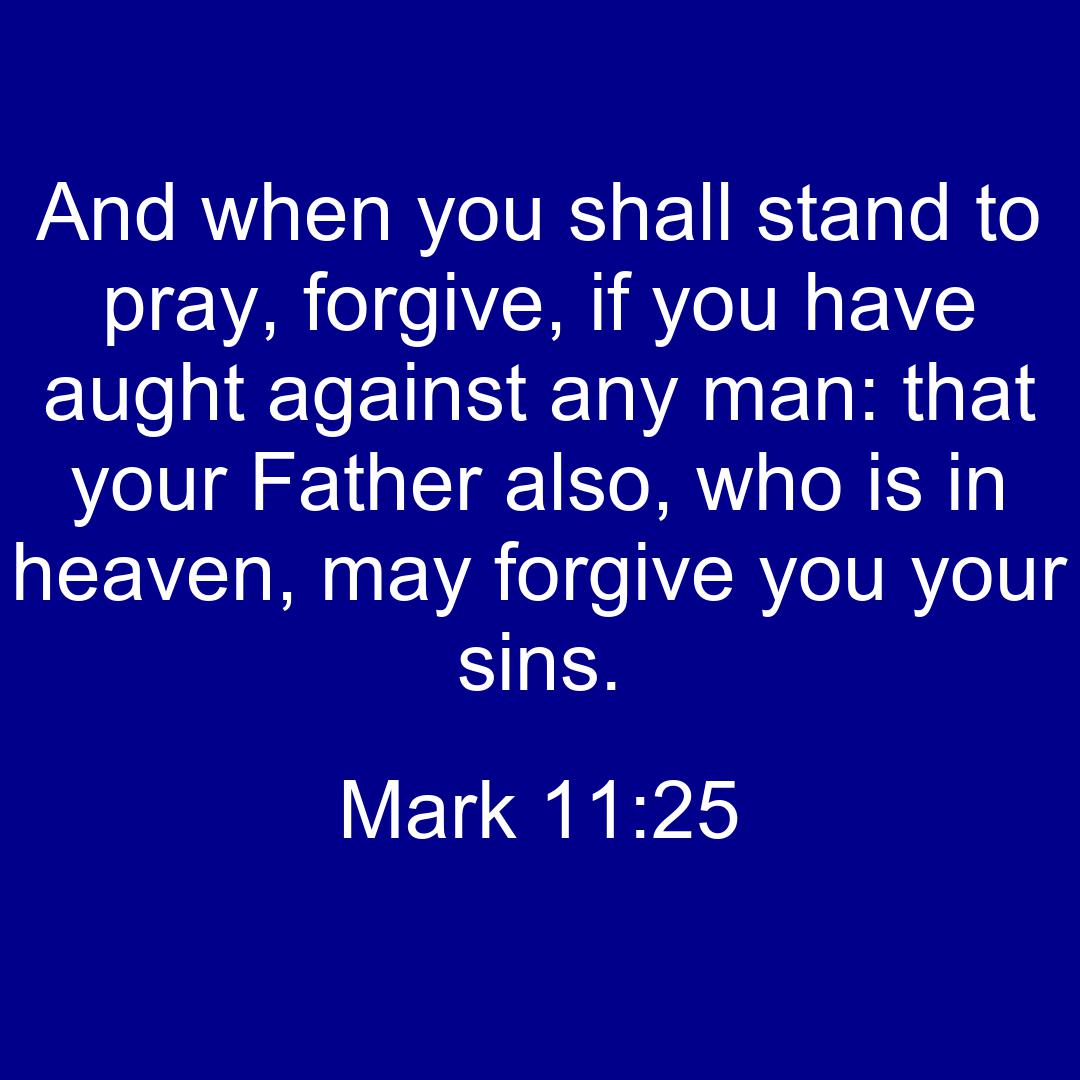 And when you shall stand to
pray, forgive, if you have
aught against any man: that
your Father also, who is in
heaven, may forgive you your
sins.
Mark 11:25